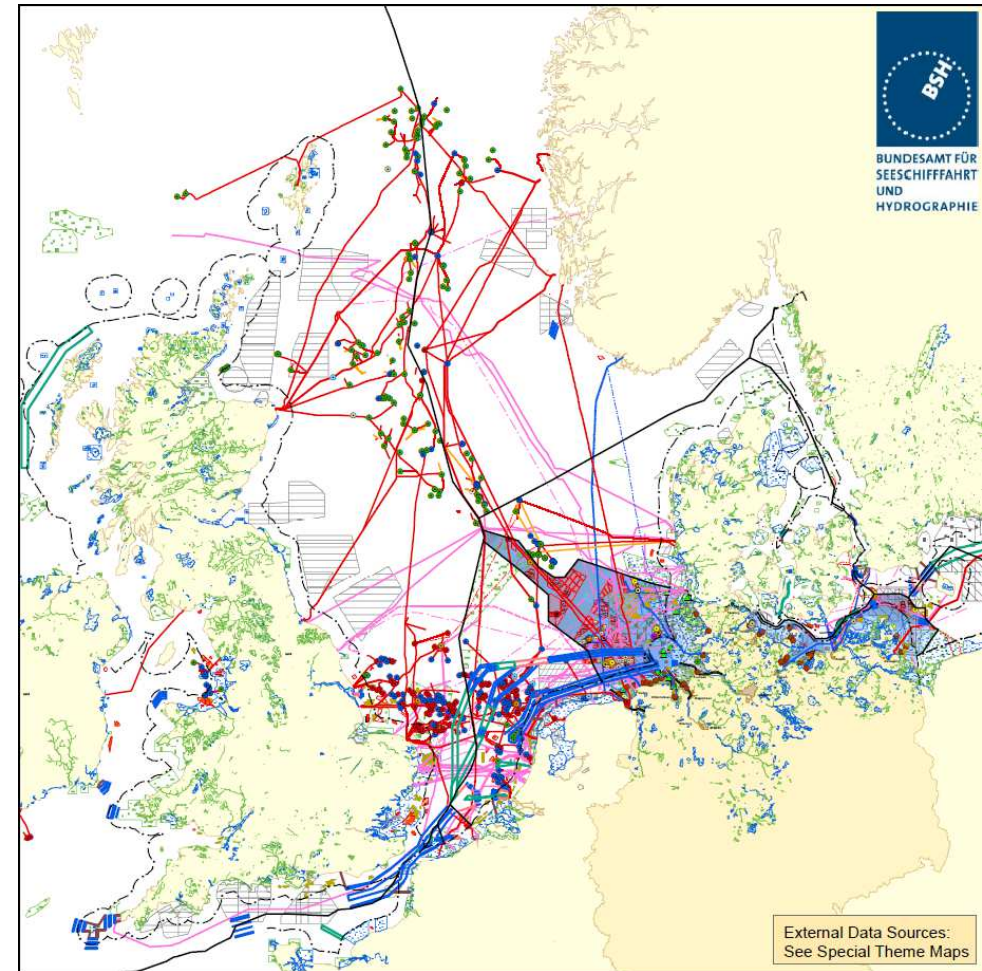 BSH
BUNDESAMT FÜR
SEESCHIFFFAHRT
UND
HYDROGRAPHIE
External Data Sources:
See Special Theme Maps